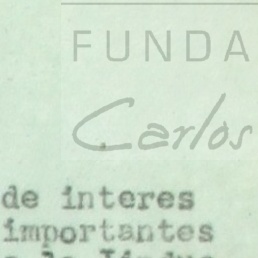 FUNDA
Carlos
de interes
importantes